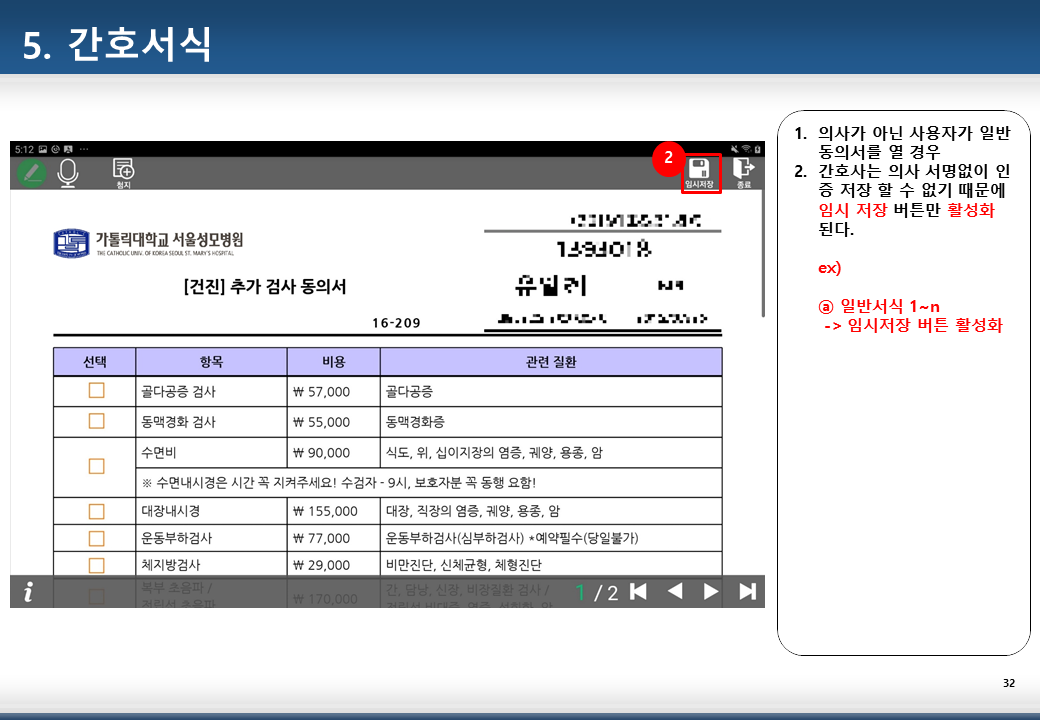 5. 간호서식
1. 의사가 아닌 사용자가 일반
동의서를 열 경우
2. 간호사는 의사 서명없이 인
증 저장 할 수 없기 때문에
임시 저장 버튼만 활성화
된다.
ex)
ⓐ 일반서식 1~n
-> 임시저장 버튼 활성화
5:12
첨지
2
임시저장
종료
가톨릭대학교 서울성모병원
THE CATHOLIC UNIV. OF KOREA SEOUL ST. MARY'S HOSPITAL
[건진] 추가 검사 동의서
16-209
선택 항목 비용 관련 질환
골다공증 검사 ₩ 57,000 골다공증
동맥경화 검사 ₩ 55,000 동맥경화증
수면비 ₩ 90,000 식도, 위, 십이지장의 염증, 궤양, 용종, 암
※ 수면내시경은 시간 꼭 지켜주세요! 수검자 - 9시, 보호자분 꼭 동행 요함!
대장내시경 ₩ 155,000 대장, 직장의 염증, 궤양, 용종, 암
운동부하검사 ₩ 77,000 운동부하검사(심부하검사) *예약필수(당일불가)
체지방검사 ₩ 29,000 비만진단, 신체균형, 체형진단
복부 초음파 / ₩ 170,000 간, 담낭, 신장, 비장질환 검사 /
i 1 / 2
32